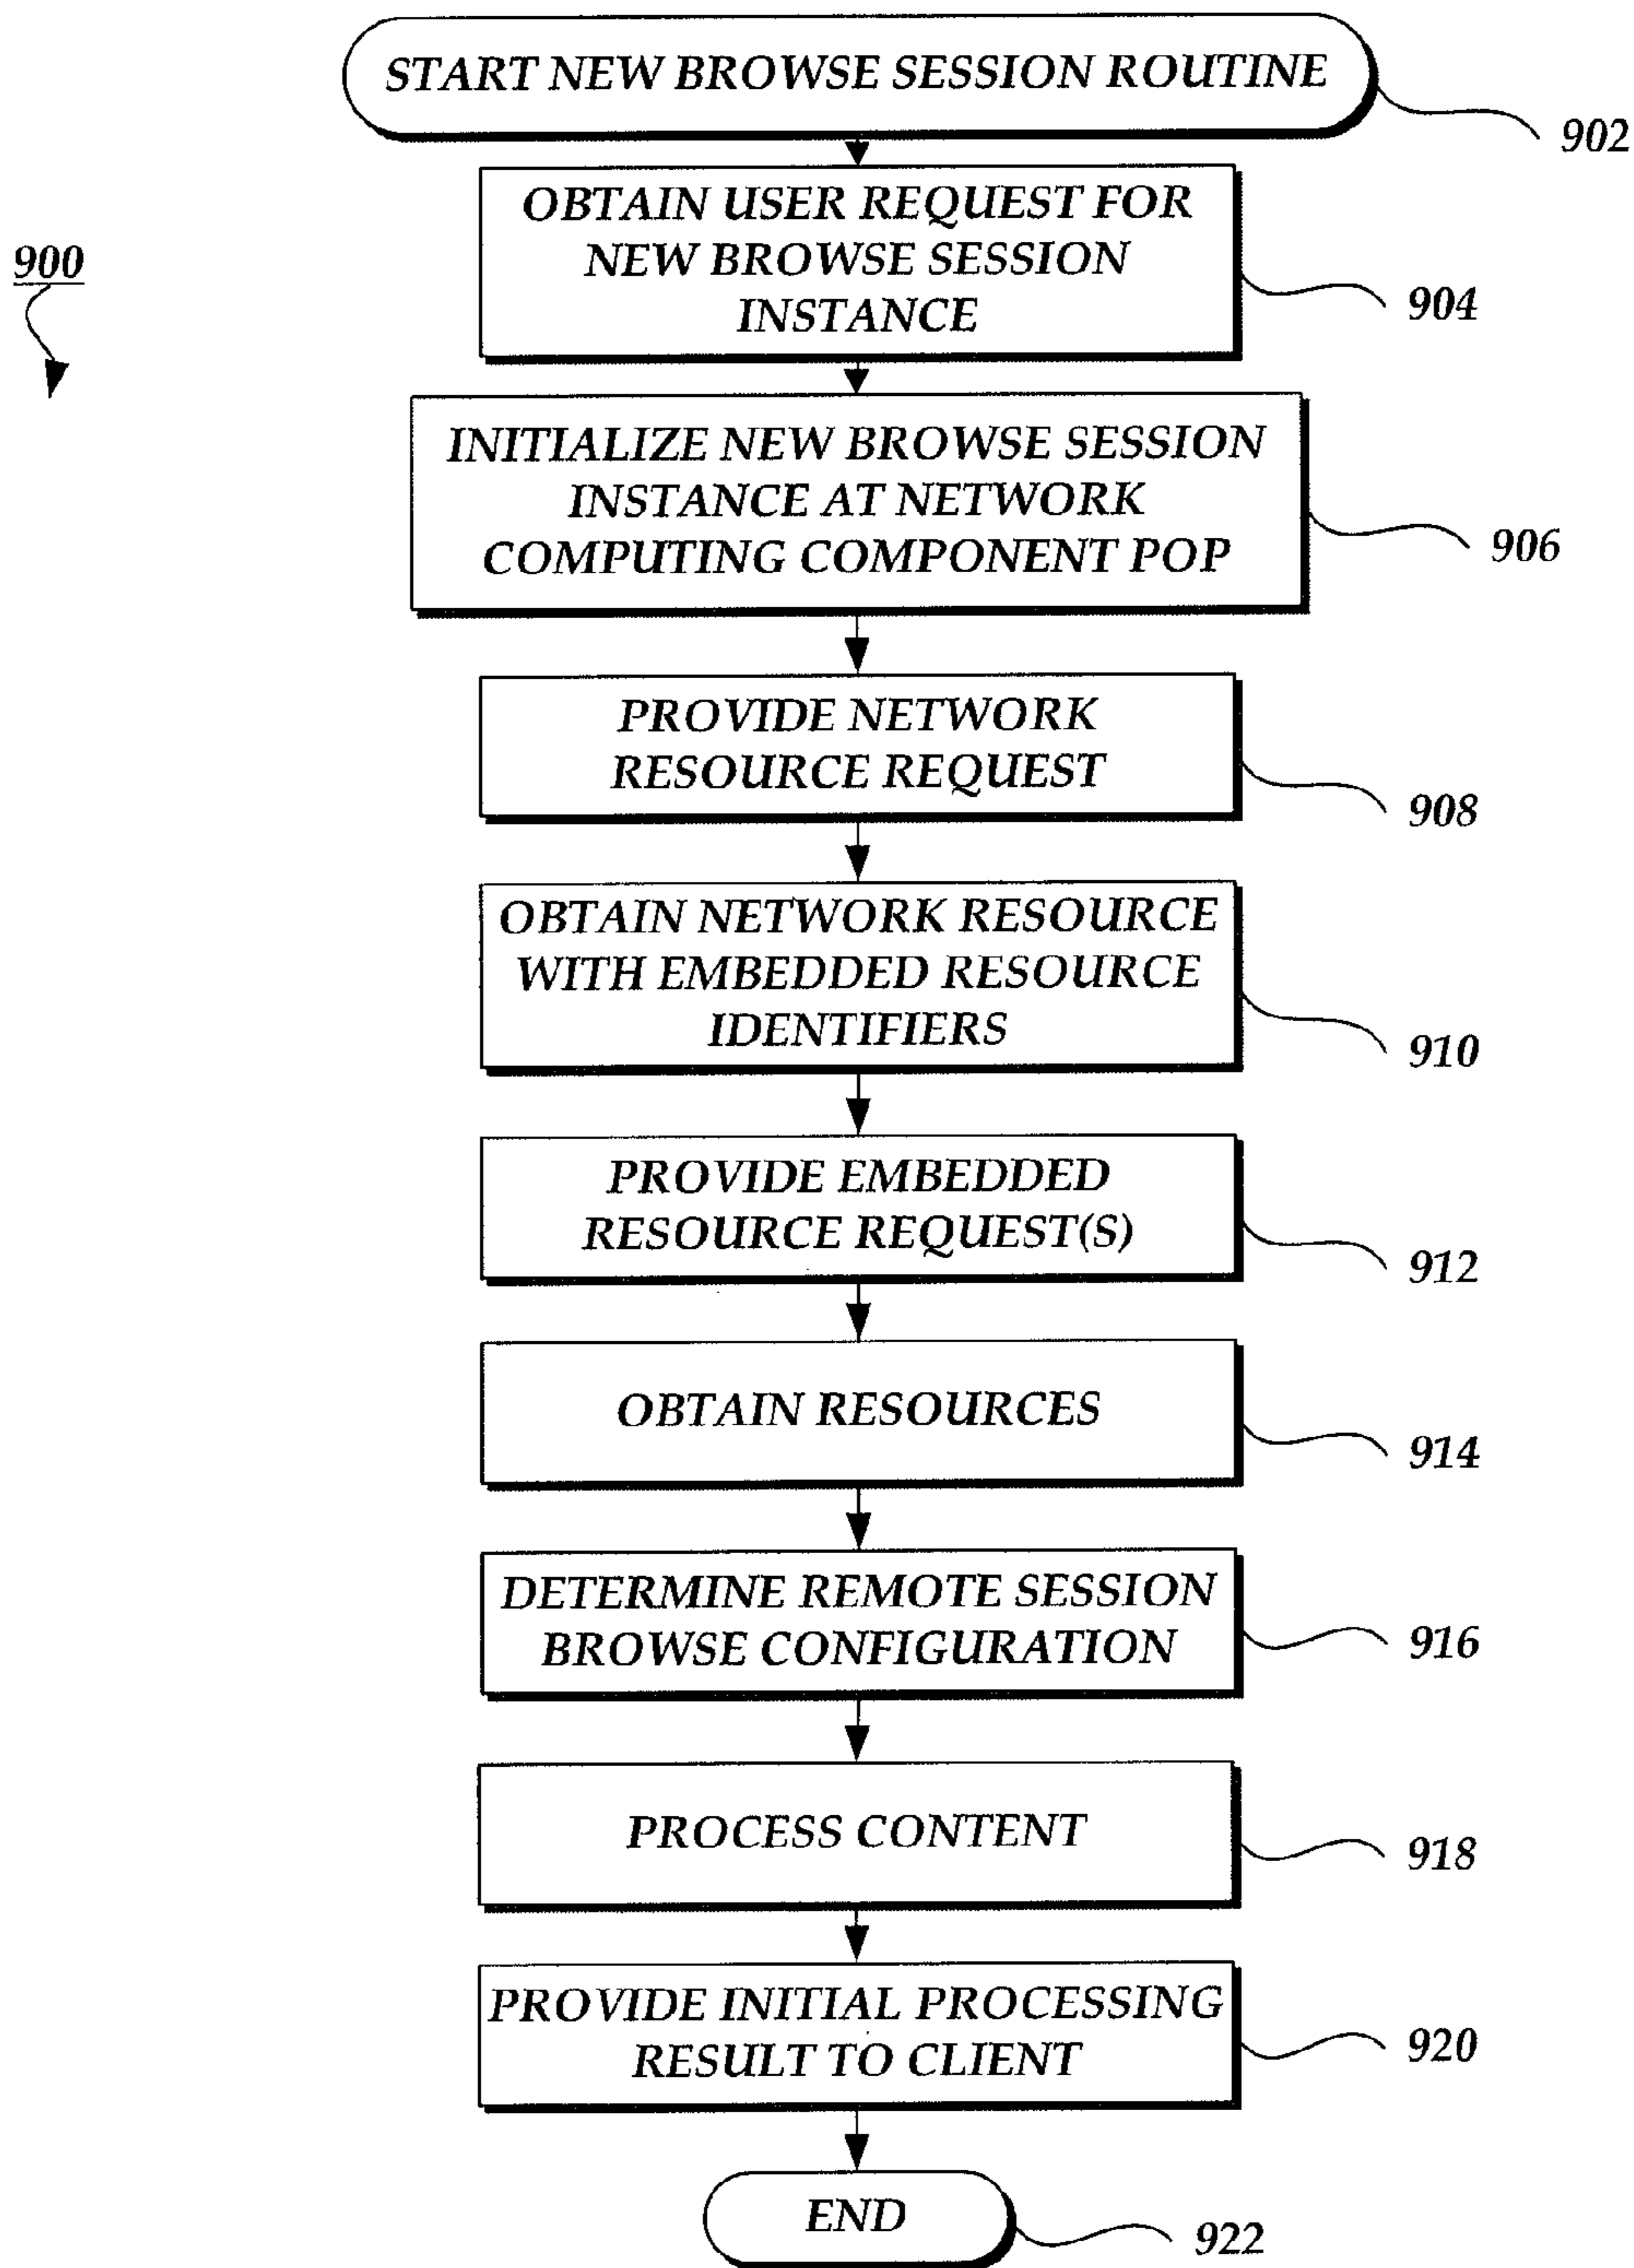 START NEW BROWSE SESSION ROUTINE
902
OBTAIN USER REQUEST FOR
NEW BROWSE SESSION
INSTANCE
904
900
INITIALIZE NEW BROWSE SESSION
INSTANCE AT NETWORK
COMPUTING COMPONENT POP
906
PROVIDE NETWORK
RESOURCE REQUEST
908
OBTAIN NETWORK RESOURCE
WITH EMBEDDED RESOURCE
IDENTIFIERS
910
PROVIDE EMBEDDED
RESOURCE REQUEST(S)
912
OBTAIN RESOURCES
914
DETERMINE REMOTE SESSION
BROWSE CONFIGURATION
916
PROCESS CONTENT
918
PROVIDE INITIAL PROCESSING
RESULT TO CLIENT
920
END
922